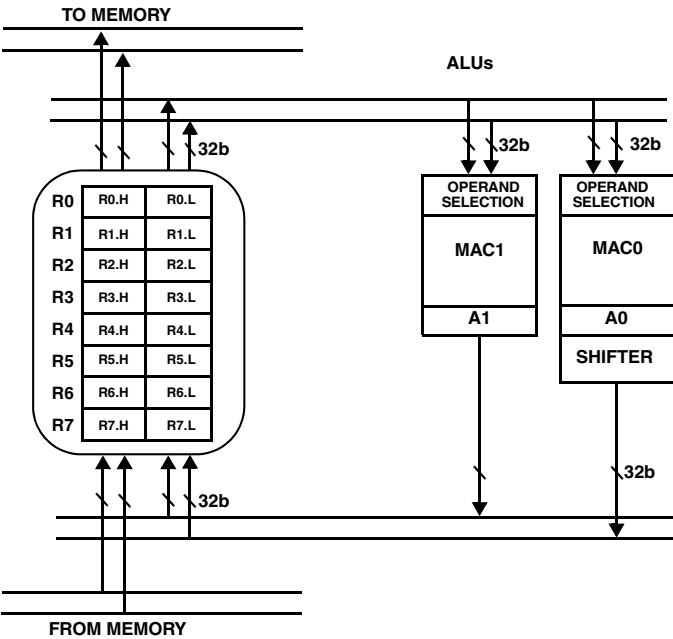 TO MEMORY
ALUs
32b
32b
32b
OPERAND
SELECTION
OPERAND
SELECTION
R0 R0.H R0.L
R1 R1.H R1.L
R2 R2.H R2.L
R3 R3.H R3.L
R4 R4.H R4.L
R5 R5.H R5.L
R6 R6.H R6.L
R7 R7.H R7.L
MAC1
MAC0
A1
A0
SHIFTER
32b
32b
FROM MEMORY